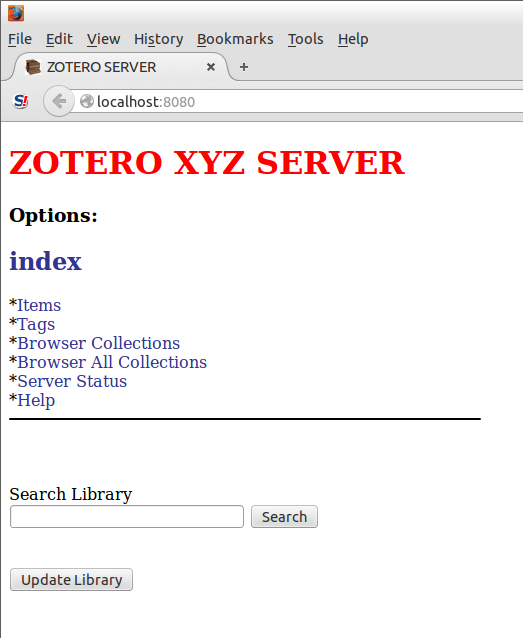 File Edit View History Bookmarks Tools Help
ZOTERO SERVER × +
S! localhost:8080
ZOTERO XYZ SERVER
Options:
index
*Items
*Tags
*Browser Collections
*Browser All Collections
*Server Status
*Help
Search Library
Search
Update Library